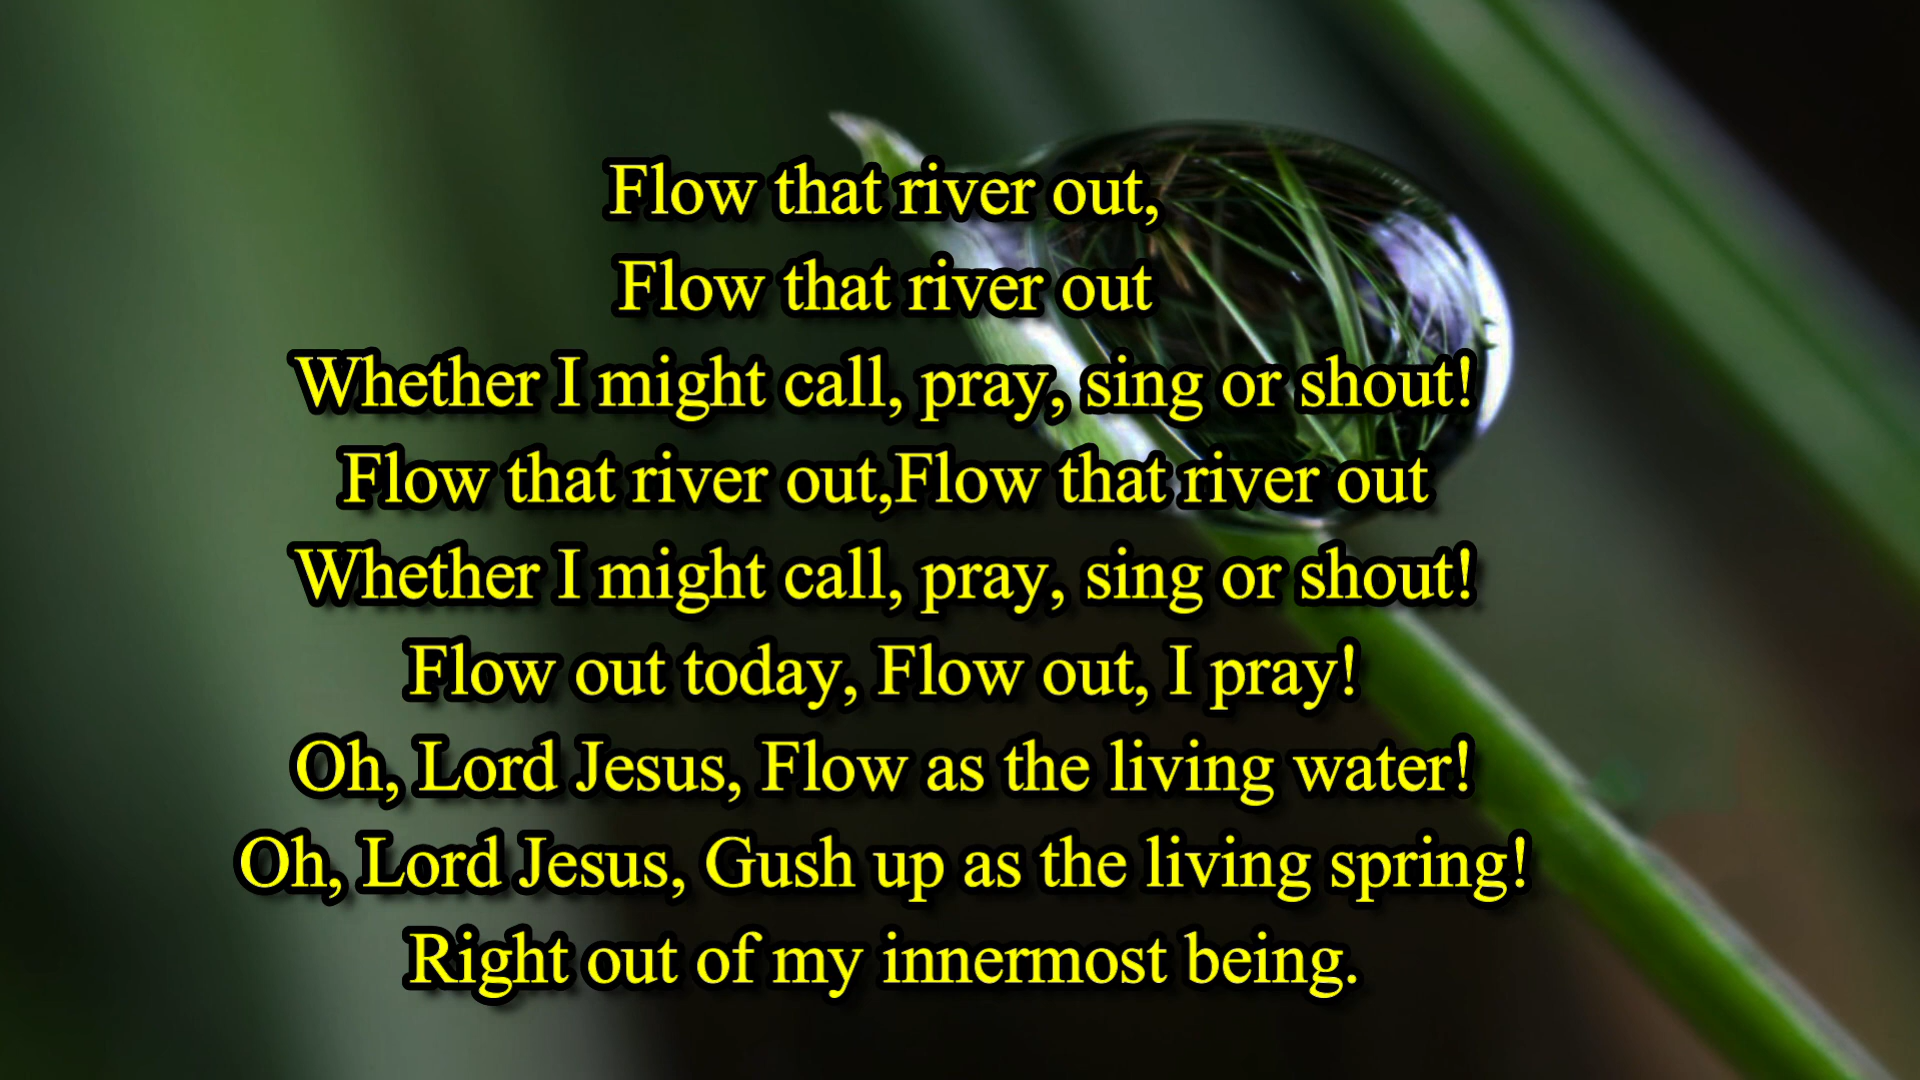 Flow that river out,
Flow that river out
Whether I might call, pray, sing or shout!
Flow that river out,Flow that river out
Whether I might call, pray, sing or shout!
Flow out today, Flow out, I pray!
Oh, Lord Jesus, Flow as the living water!
Oh, Lord Jesus, Gush up as the living spring!
Right out of my innermost being.